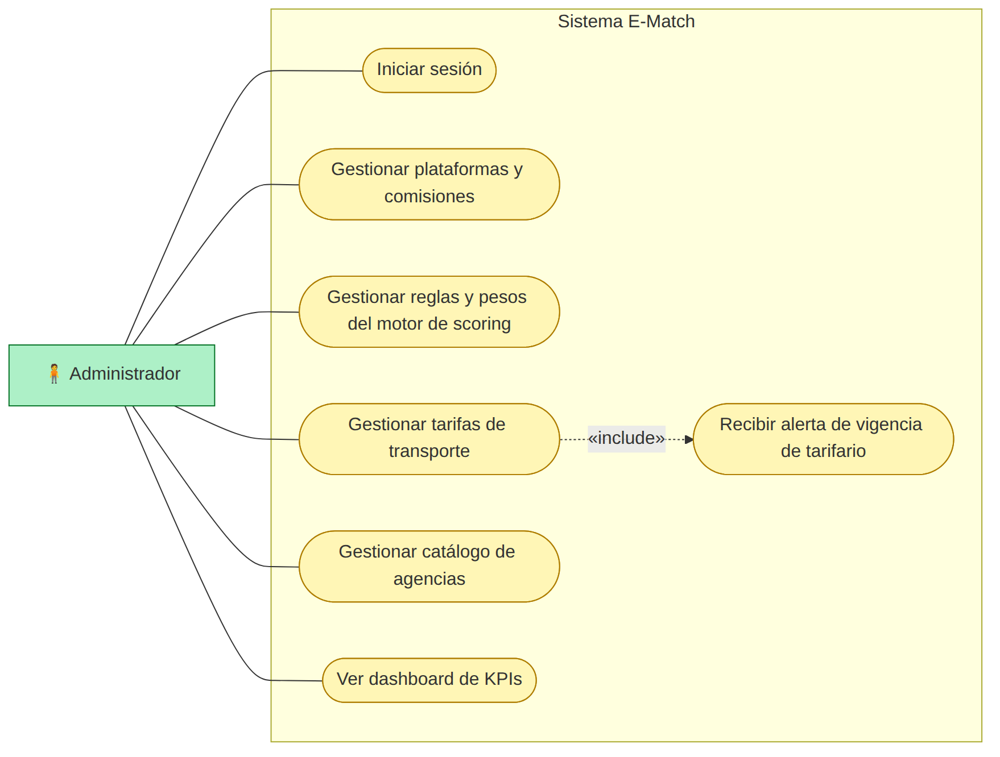 Sistema E-Match
Iniciar sesión
Gestionar plataformas y
comisiones
Gestionar reglas y pesos
del motor de scoring
Administrador
Gestionar tarifas de
transporte
«include»
Recibir alerta de vigencia
de tarifario
Gestionar catálogo de
agencias
Ver dashboard de KPIs